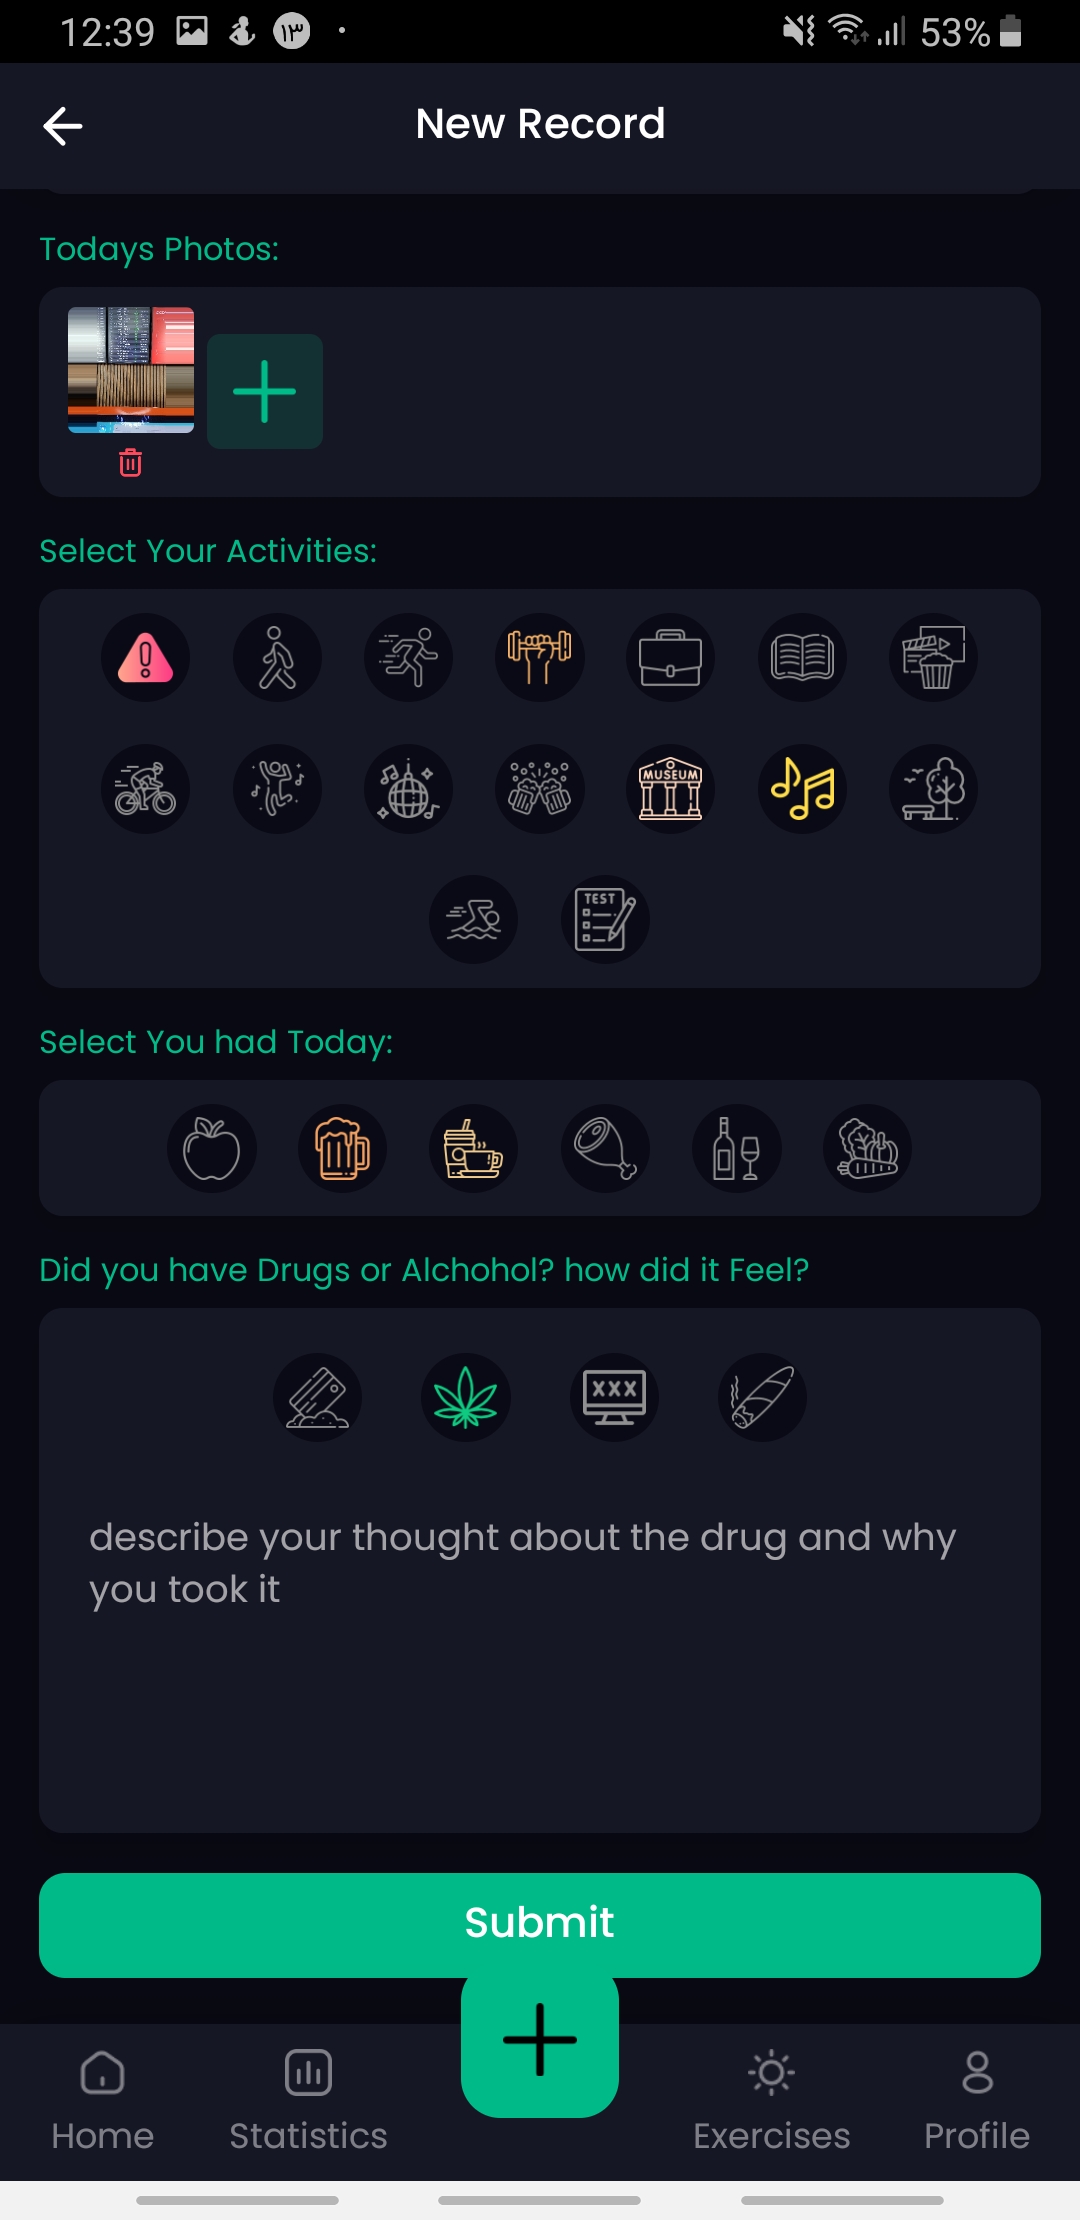 12:39 ١٣ 53%
New Record
Todays Photos:
Select Your Activities:
MUSEUM
TEST
Select You had Today:
Did you have Drugs or Alchohol? how did it Feel?
XXX
describe your thought about the drug and why
you took it
Submit
Home Statistics Exercises Profile